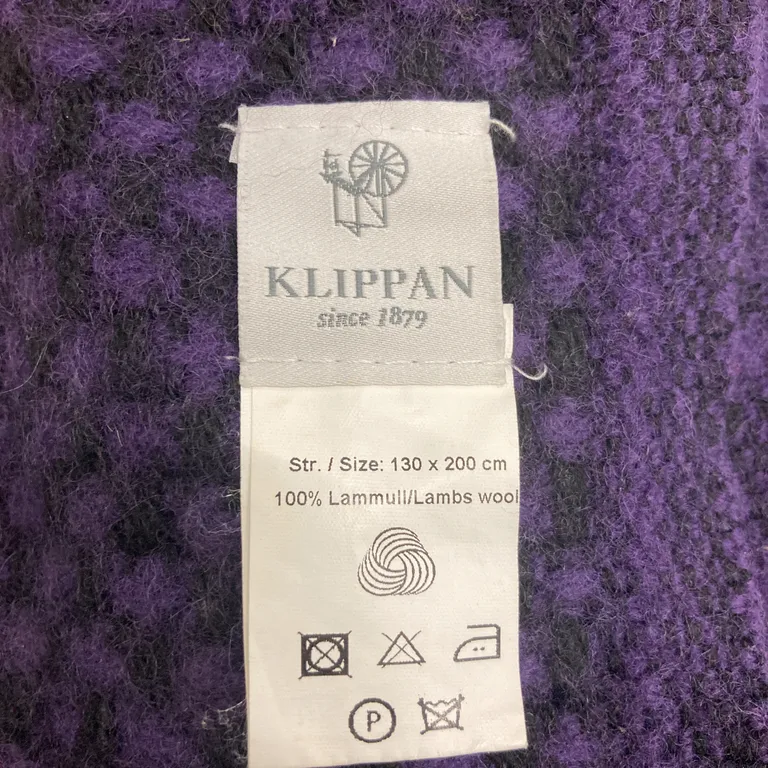 KLIPPAN
since 1879
Str. / Size: 130 x 200 cm
100% Lammull/Lambs wool
P